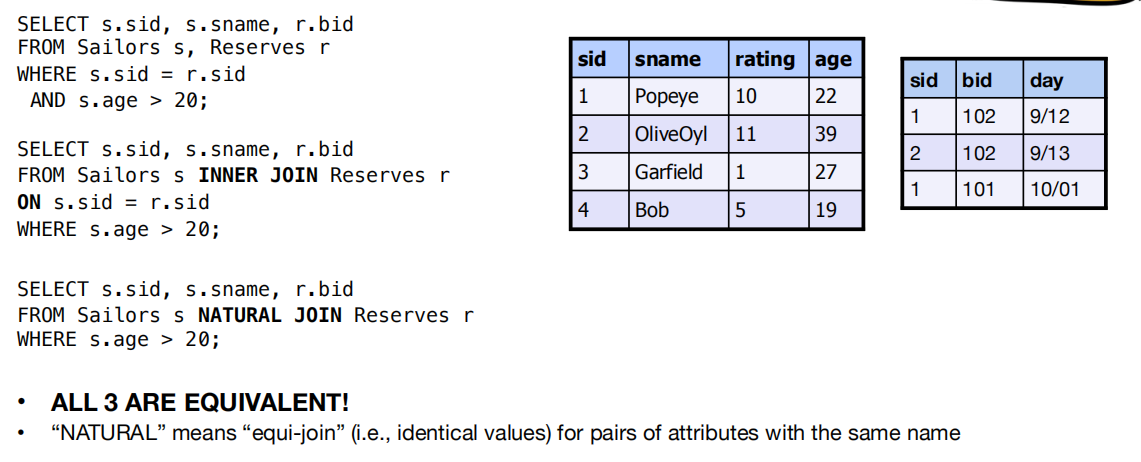 SELECT s.sid, s.sname, r.bid
FROM Sailors s, Reserves r
WHERE s.sid = r.sid
AND s.age > 20;
SELECT s.sid, s.sname, r.bid
FROM Sailors s INNER JOIN Reserves r
ON s.sid = r.sid
WHERE s.age > 20;
SELECT s.sid, s.sname, r.bid
FROM Sailors s NATURAL JOIN Reserves r
WHERE s.age > 20;
sid sname rating age
1 Popeye 10 22
2 OliveOyl 11 39
3 Garfield 1 27
4 Bob 5 19
sid bid day
1 102 9/12
2 102 9/13
1 101 10/01
• ALL 3 ARE EQUIVALENT!
• “NATURAL” means “equi-join” (i.e., identical values) for pairs of attributes with the same name